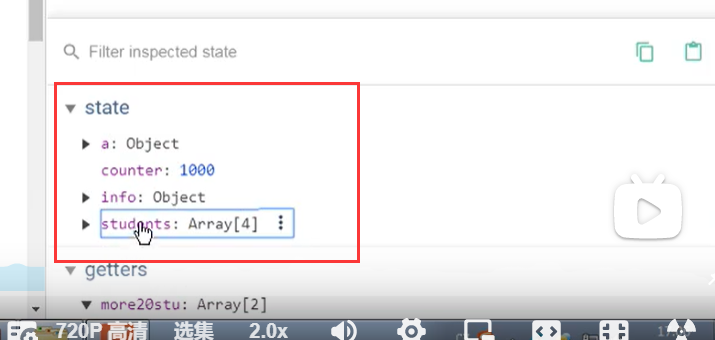 Filter inspected state
state
a: Object
counter: 1000
info: Object
students: Array[4]
getters
more20stu: Array[2]
720P 高清 选集 2.0x